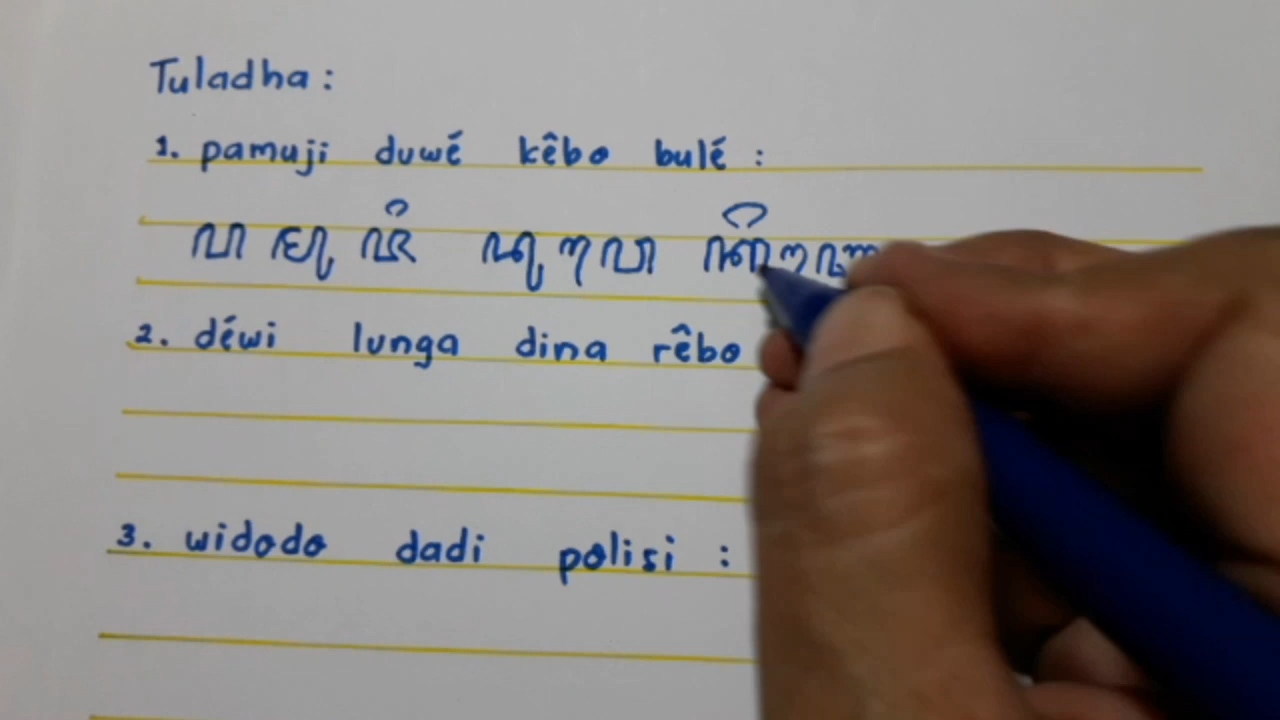 Tuladha :
1. pamuji duwé kêbo bulé :
ꦥꦩꦸꦗꦶ ꦢꦸꦮꦺ
2. déwi lunga dina rêbo
3. widodo dadi polisi :